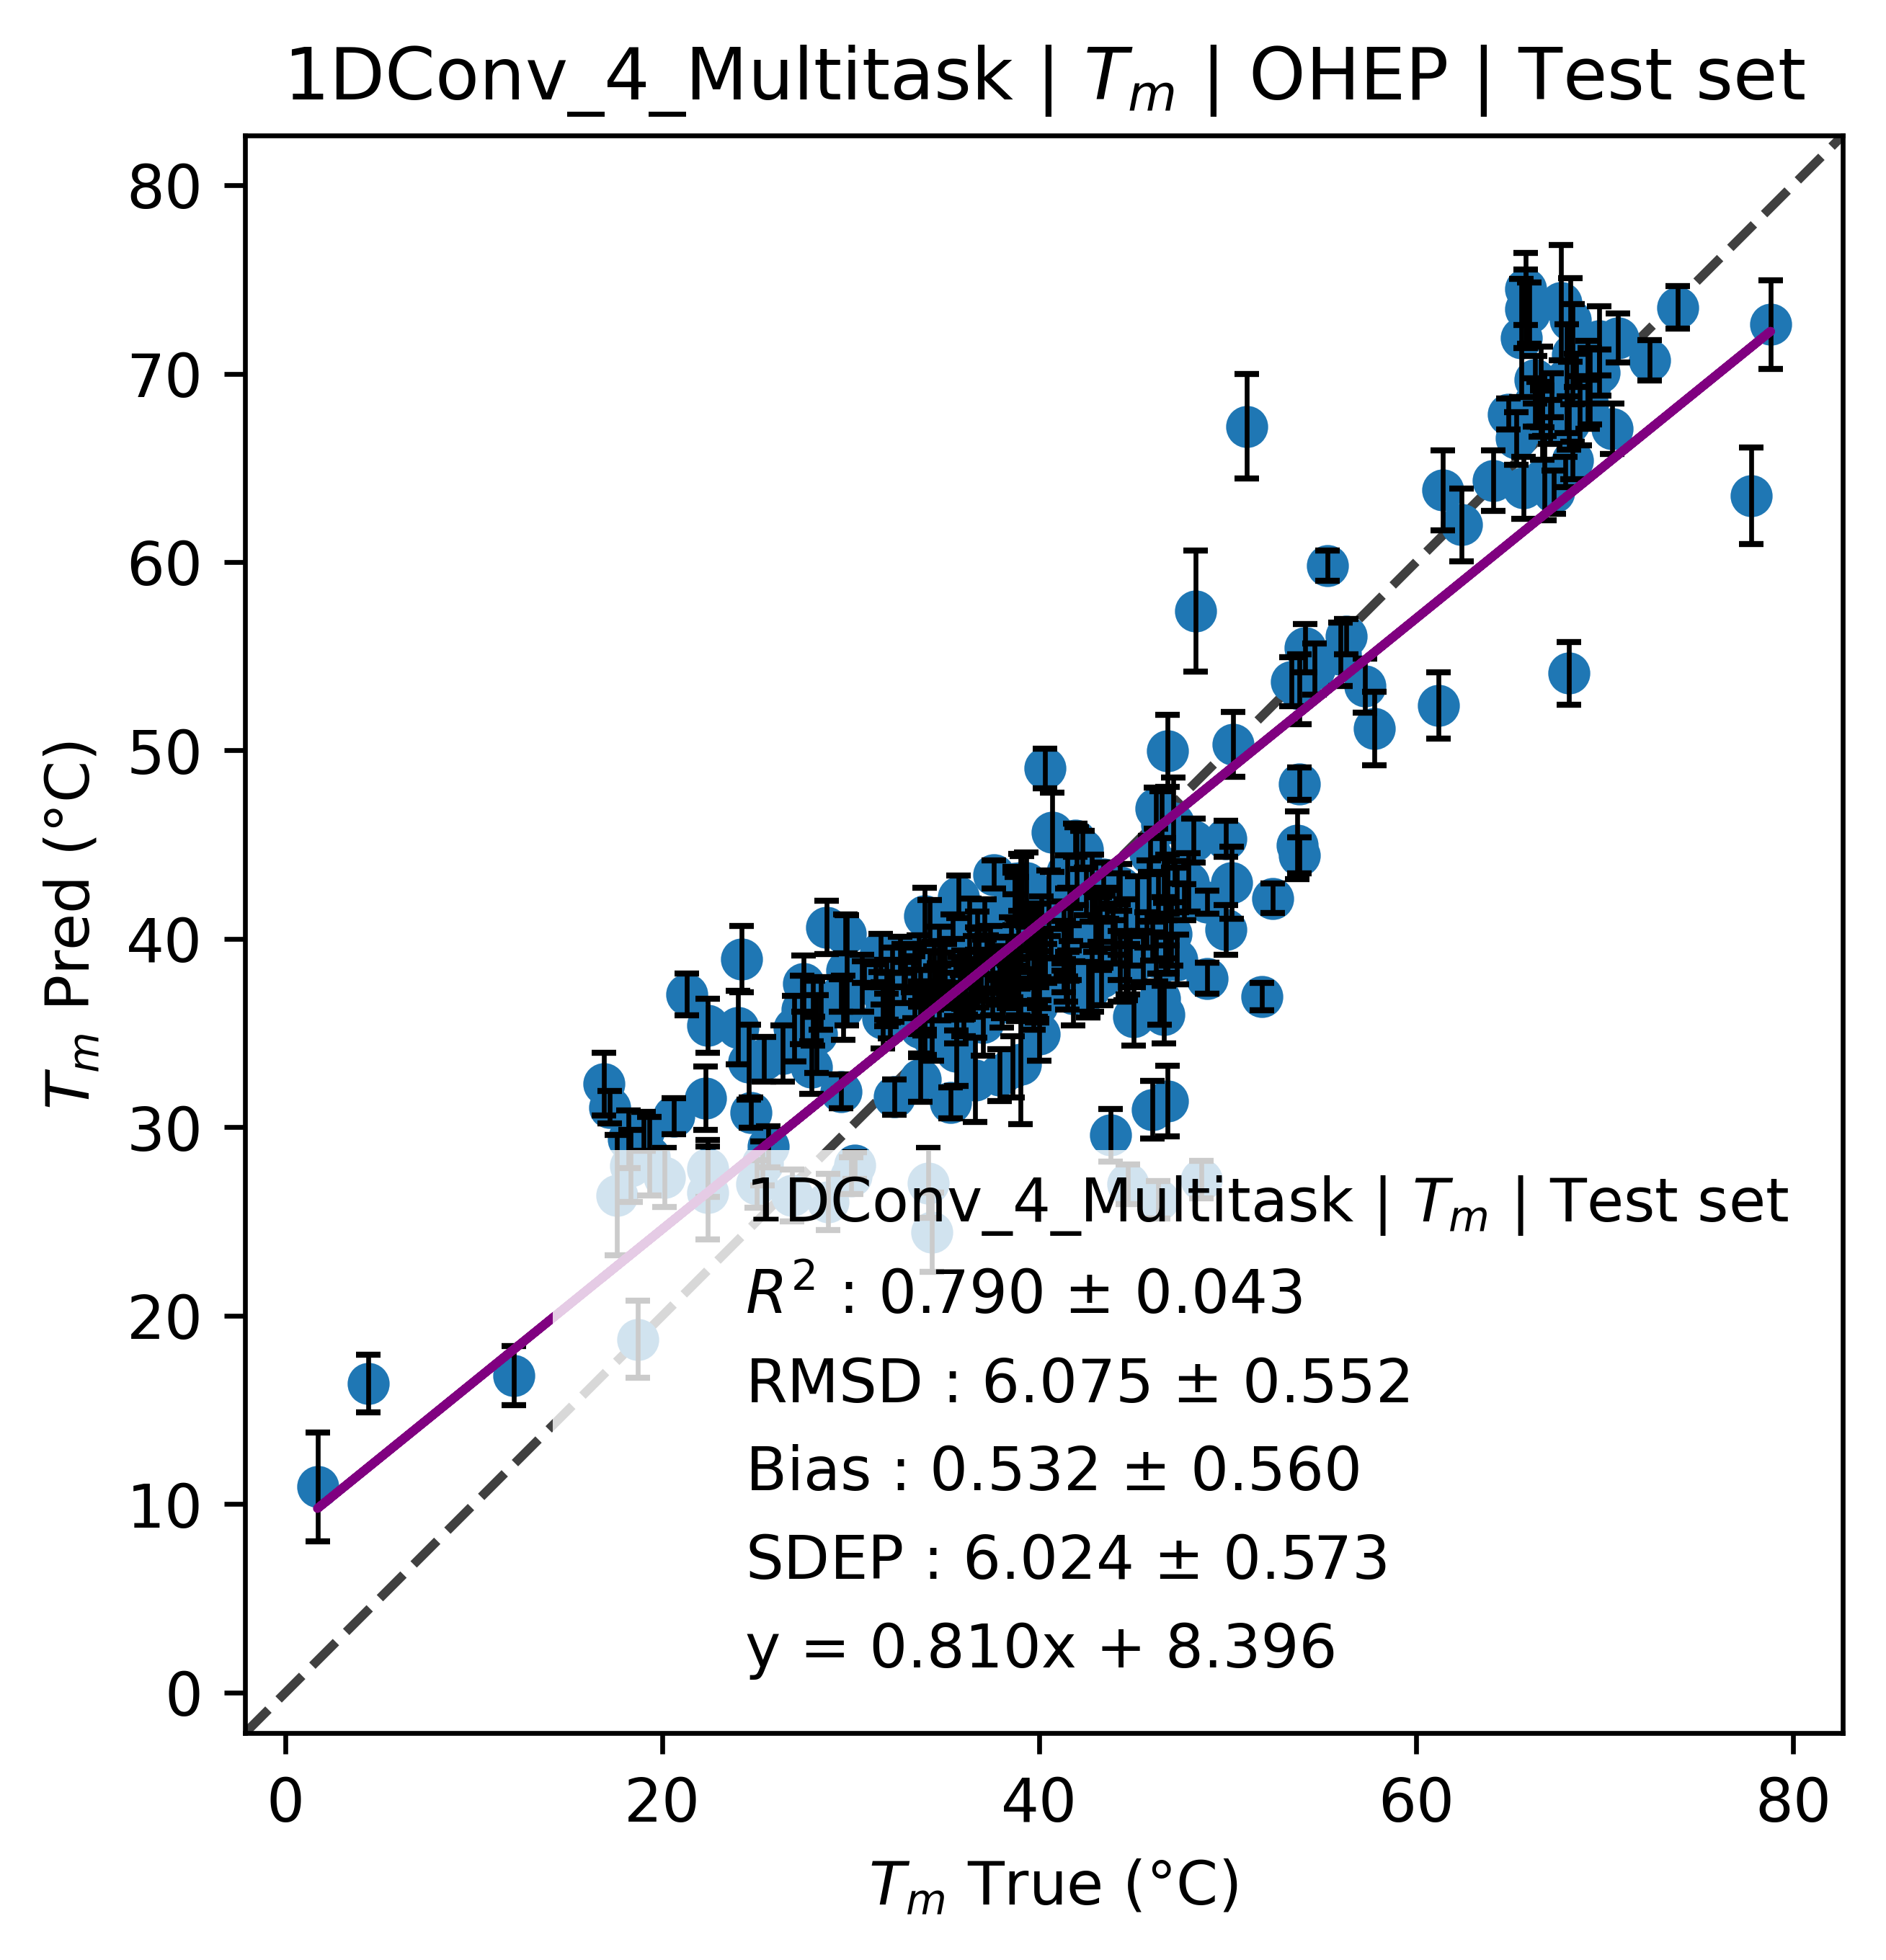 1DConv_4_Multitask | Tm | OHEP | Test set
80
70
60
50
40
30
20
10
0
Tm Pred (°C)
1DConv_4_Multitask | Tm | Test set
R² : 0.790 ± 0.043
RMSD : 6.075 ± 0.552
Bias : 0.532 ± 0.560
SDEP : 6.024 ± 0.573
y = 0.810x + 8.396
0 20 40 60 80
Tm True (°C)